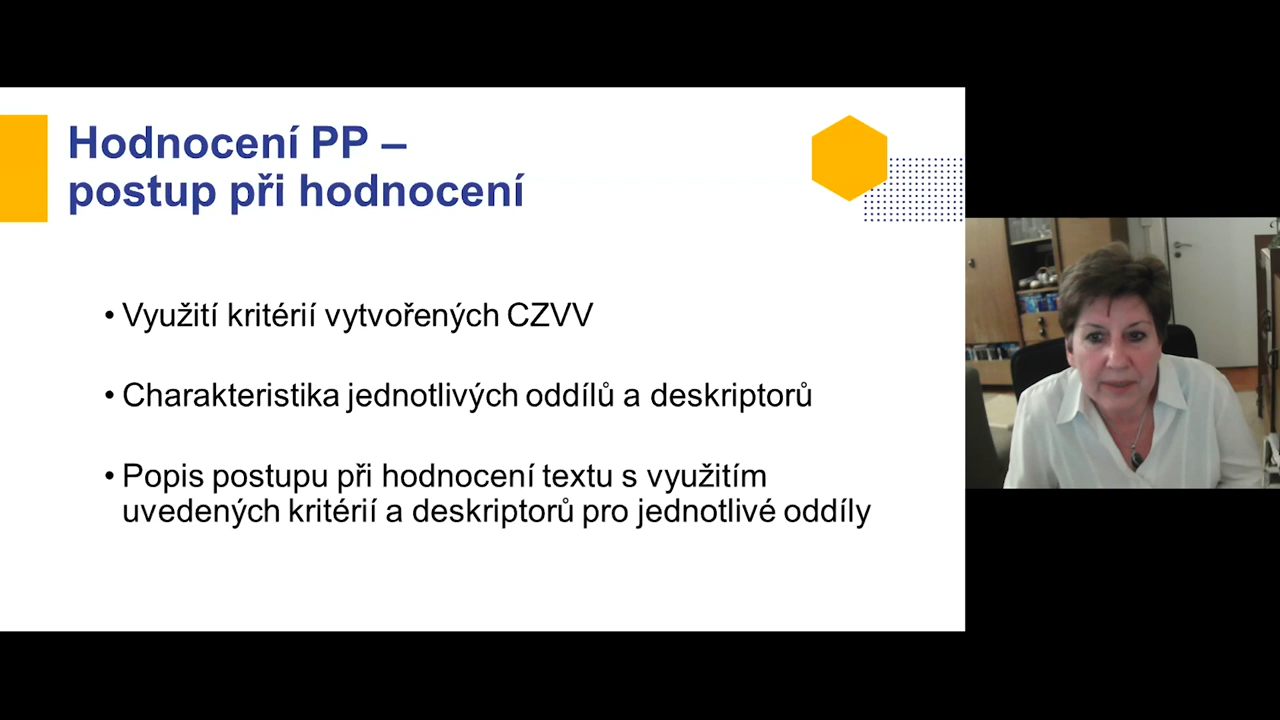 Hodnocení PP –
postup při hodnocení
• Využití kritérií vytvořených CZVV
• Charakteristika jednotlivých oddílů a deskriptorů
• Popis postupu při hodnocení textu s využitím
uvedených kritérií a deskriptorů pro jednotlivé oddíly